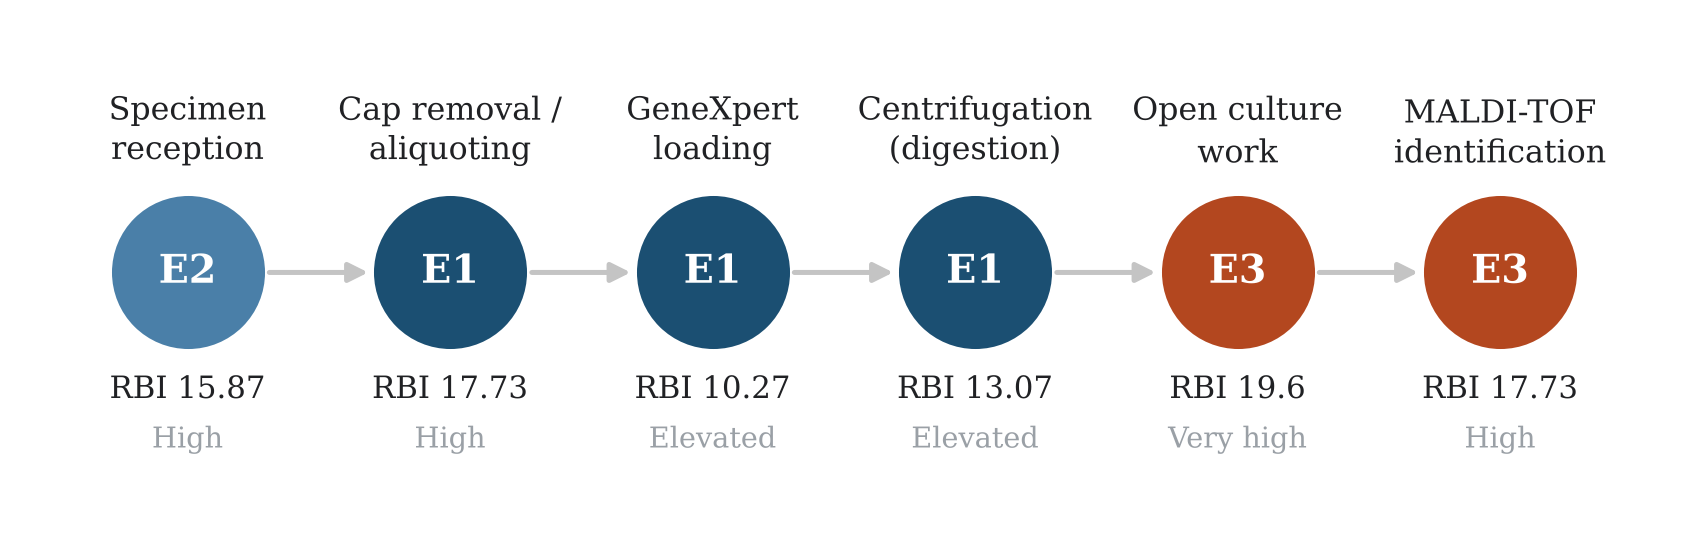 Specimen
reception
Cap removal /
aliquoting
GeneXpert
loading
Centrifugation
(digestion)
Open culture
work
MALDI-TOF
identification
E2
E1
E1
E1
E3
E3
RBI 15.87
RBI 17.73
RBI 10.27
RBI 13.07
RBI 19.6
RBI 17.73
High
High
Elevated
Elevated
Very high
High